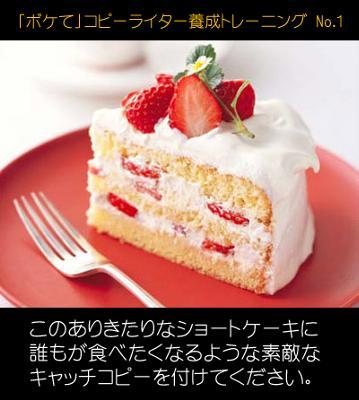 「ボケて」コピーライター養成トレーニング No.1
このありきたりなショートケーキに
誰もが食べたくなるような素敵な
キャッチコピーを付けてください。